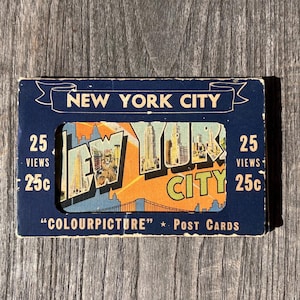 NEW YORK CITY
25 25
VIEWS VIEWS
25c 25c
NEW YORK
CITY
"COLOURPICTURE" * POST CARDS